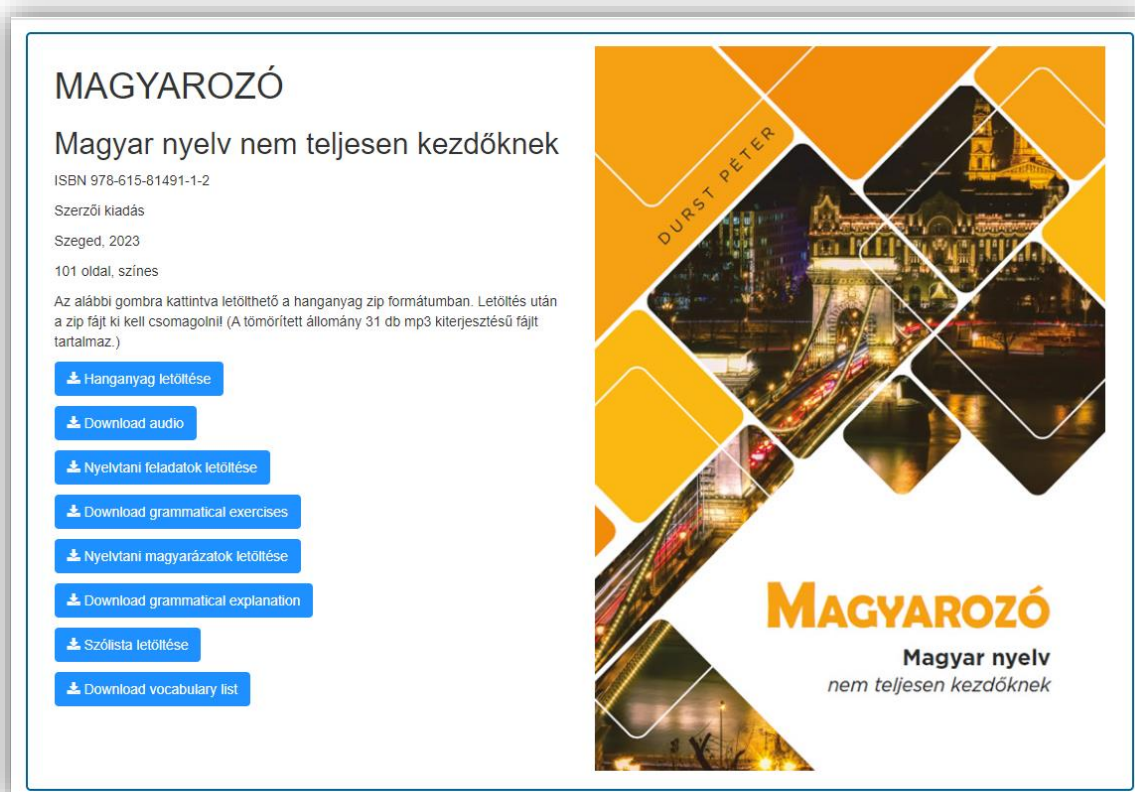 MAGYAROZÓ
Magyar nyelv nem teljesen kezdőknek
ISBN 978-615-81491-1-2
Szerzői kiadás
Szeged, 2023
101 oldal, színes
Az alábbi gombra kattintva letölthető a hanganyag zip formátumban. Letöltés után
a zip fájt ki kell csomagolni! (A tömörített állomány 31 db mp3 kiterjesztésű fájlt
tartalmaz.)
Hanganyag letöltése
Download audio
Nyelvtani feladatok letöltése
Download grammatical exercises
Nyelvtani magyarázatok letöltése
Download grammatical explanation
Szólista letöltése
Download vocabulary list
DURST PÉTER
MAGYAROZÓ
Magyar nyelv
nem teljesen kezdőknek